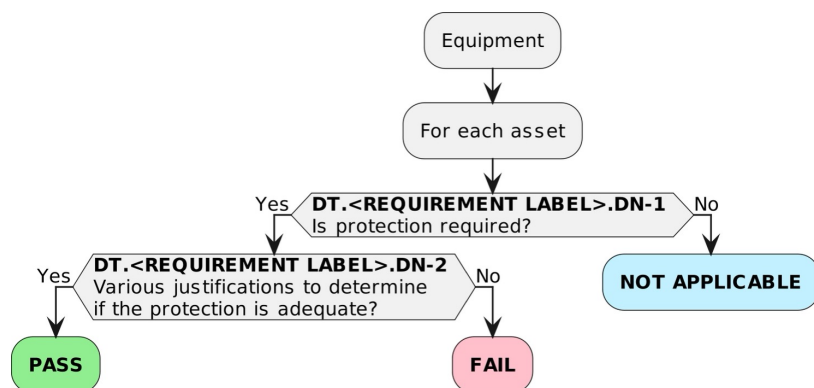 Equipment
For each asset
Yes
DT.<REQUIREMENT LABEL>.DN-1
Is protection required?
No
Yes
DT.<REQUIREMENT LABEL>.DN-2
Various justifications to determine
if the protection is adequate?
No
NOT APPLICABLE
PASS
FAIL